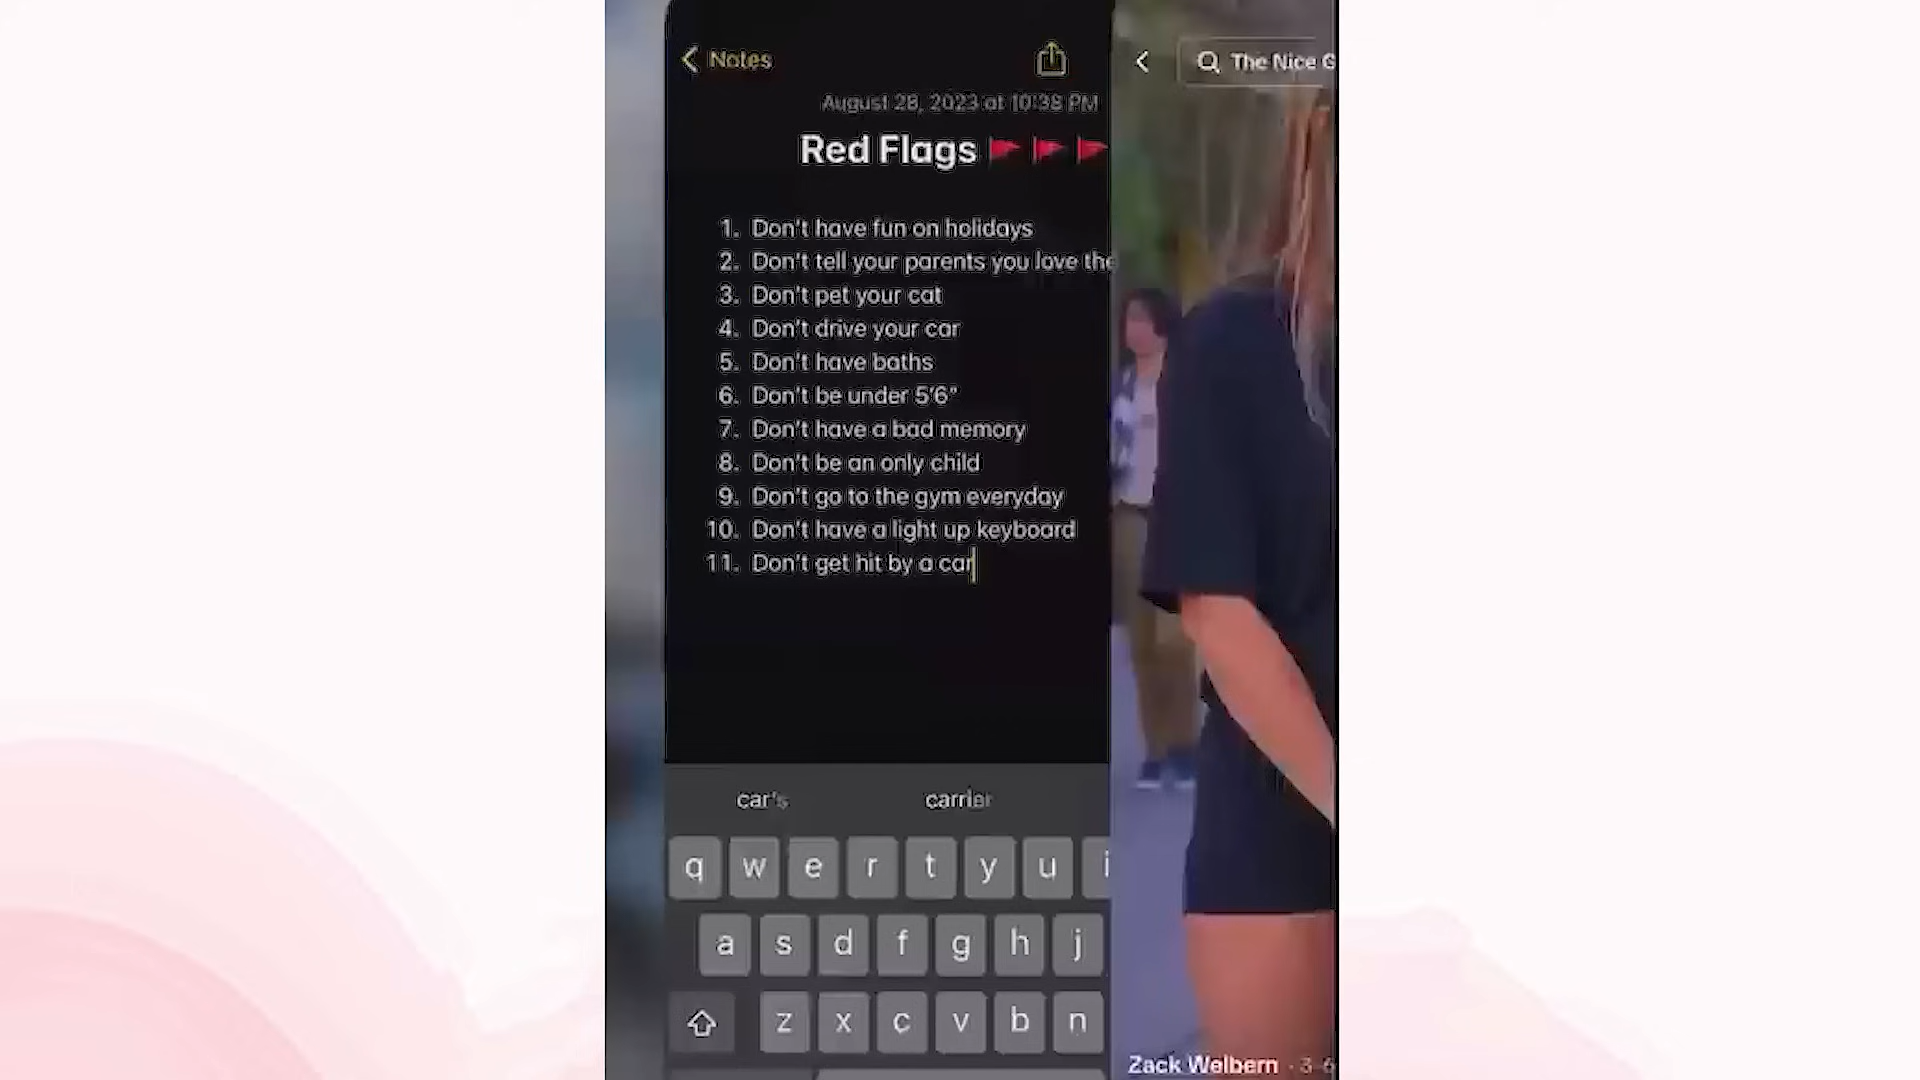 Notes
August 28, 2023 at 10:38 PM
Red Flags 🚩🚩🚩
1. Don't have fun on holidays
2. Don't tell your parents you love the
3. Don't pet your cat
4. Don't drive your car
5. Don't have baths
6. Don't be under 5'6"
7. Don't have a bad memory
8. Don't be an only child
9. Don't go to the gym everyday
10. Don't have a light up keyboard
11. Don't get hit by a car
car's carrier
q w e r t y u i
a s d f g h j
z x c v b n
The Nice G
Zack Welbern · 3-6